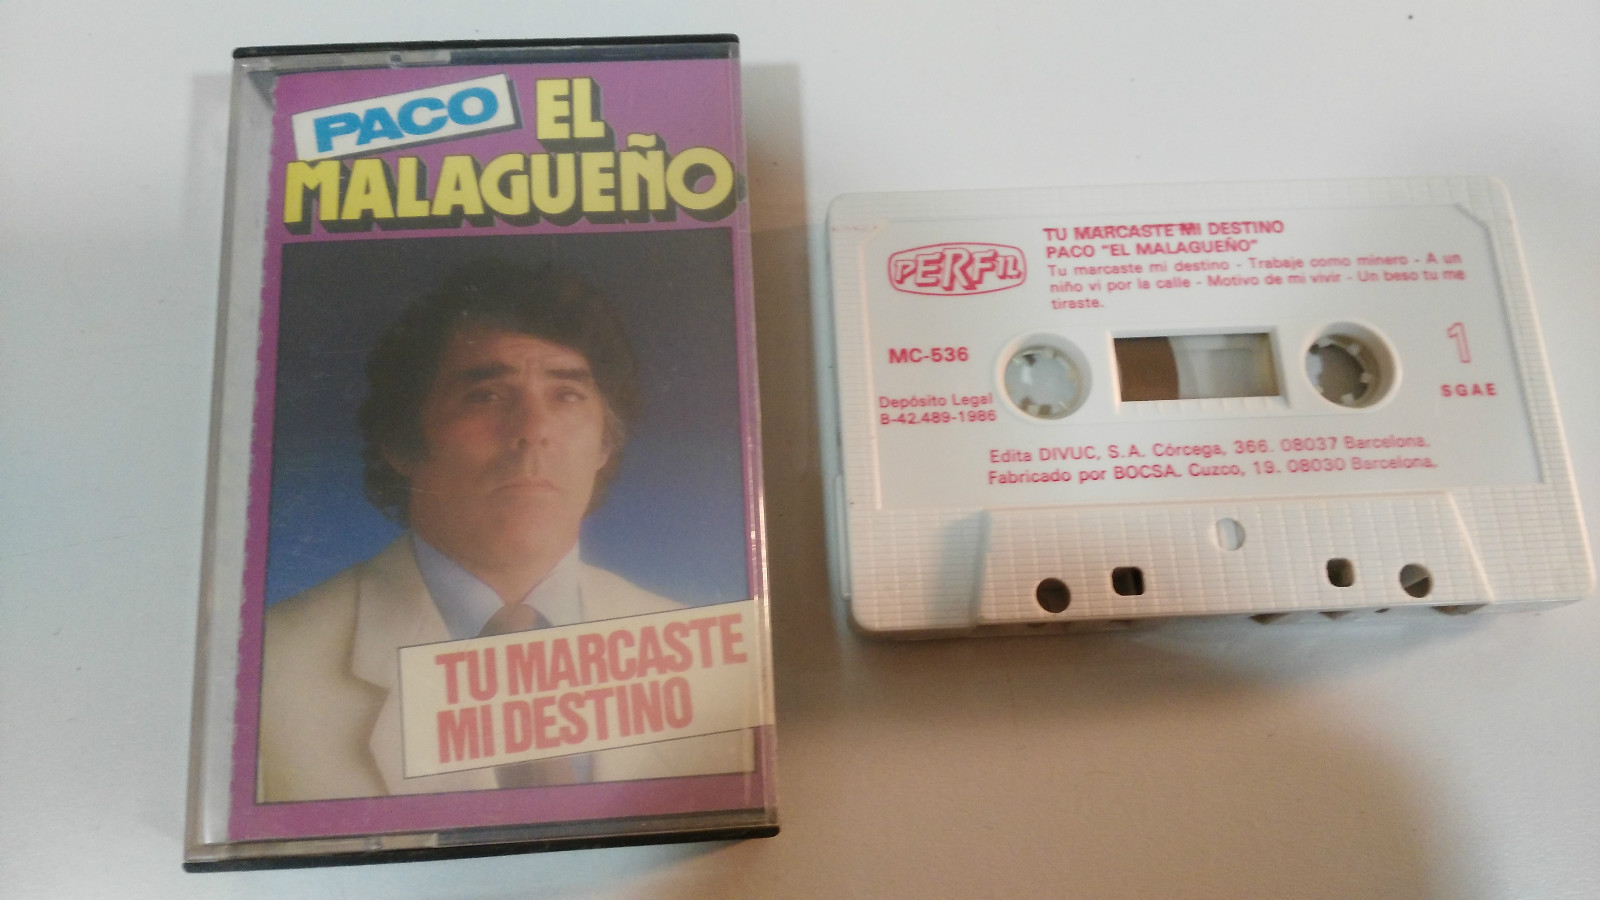 PACO EL
MALAGUEÑO
TU MARCASTE
MI DESTINO
PERFIL
TU MARCASTE MI DESTINO
PACO "EL MALAGUEÑO"
Tu marcaste mi destino - Trabaje como minero - A un
niño vi por la calle - Motivo de mi vivir - Un beso tu me
tiraste.
MC-536
1
Depósito Legal
B-42.489-1986
SGAE
Edita DIVUC, S.A. Córcega, 366. 08037 Barcelona.
Fabricado por BOCSA. Cuzco, 19. 08030 Barcelona.